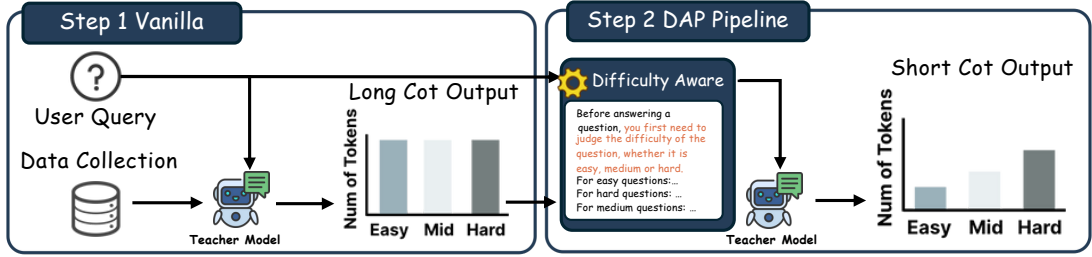 Step 1 Vanilla
User Query
Data Collection
Teacher Model
Long Cot Output
Num of Tokens
Easy Mid Hard
Step 2 DAP Pipeline
Difficulty Aware
Before answering a
question, you first need to
judge the difficulty of the
question, whether it is
easy, medium or hard.
For easy questions:...
For hard questions: ...
For medium questions: ...
Teacher Model
Short Cot Output
Num of Tokens
Easy Mid Hard